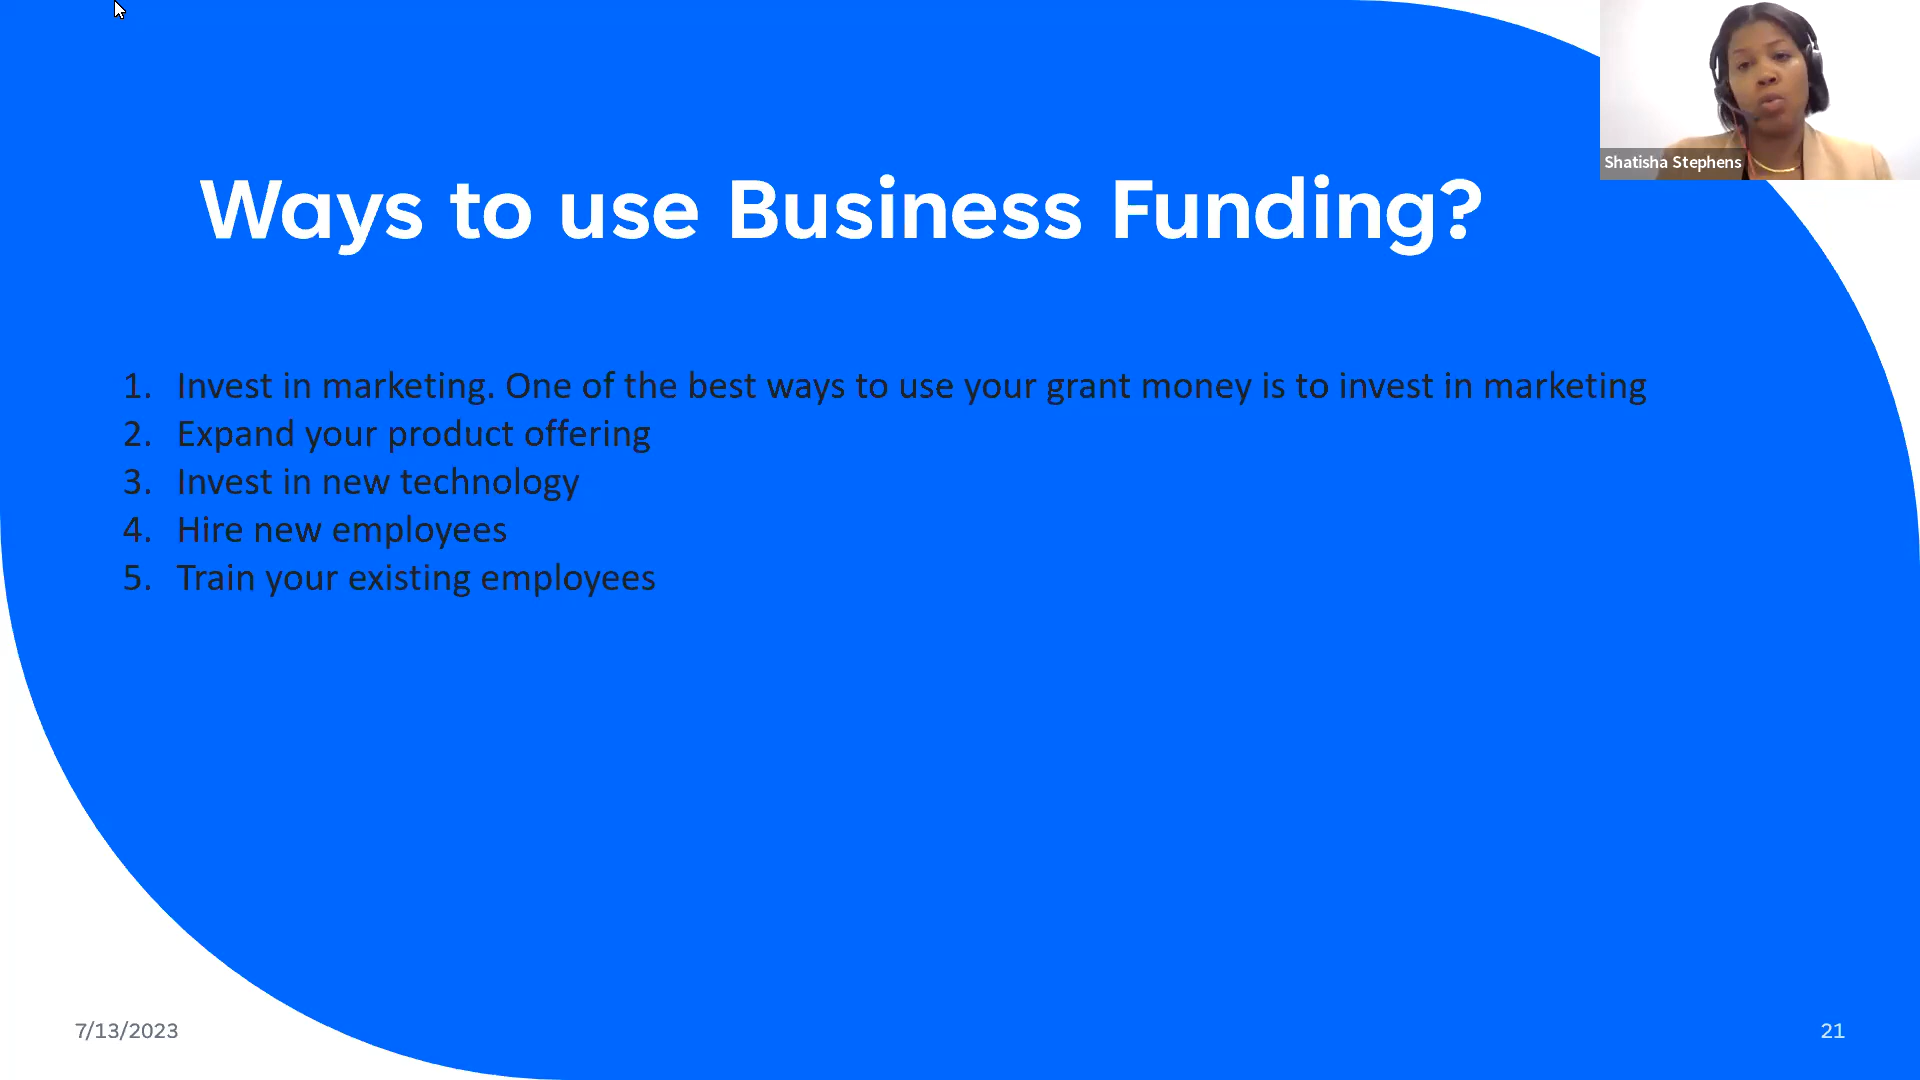 Shatisha Stephens
Ways to use Business Funding?
1. Invest in marketing. One of the best ways to use your grant money is to invest in marketing
2. Expand your product offering
3. Invest in new technology
4. Hire new employees
5. Train your existing employees
7/13/2023
21